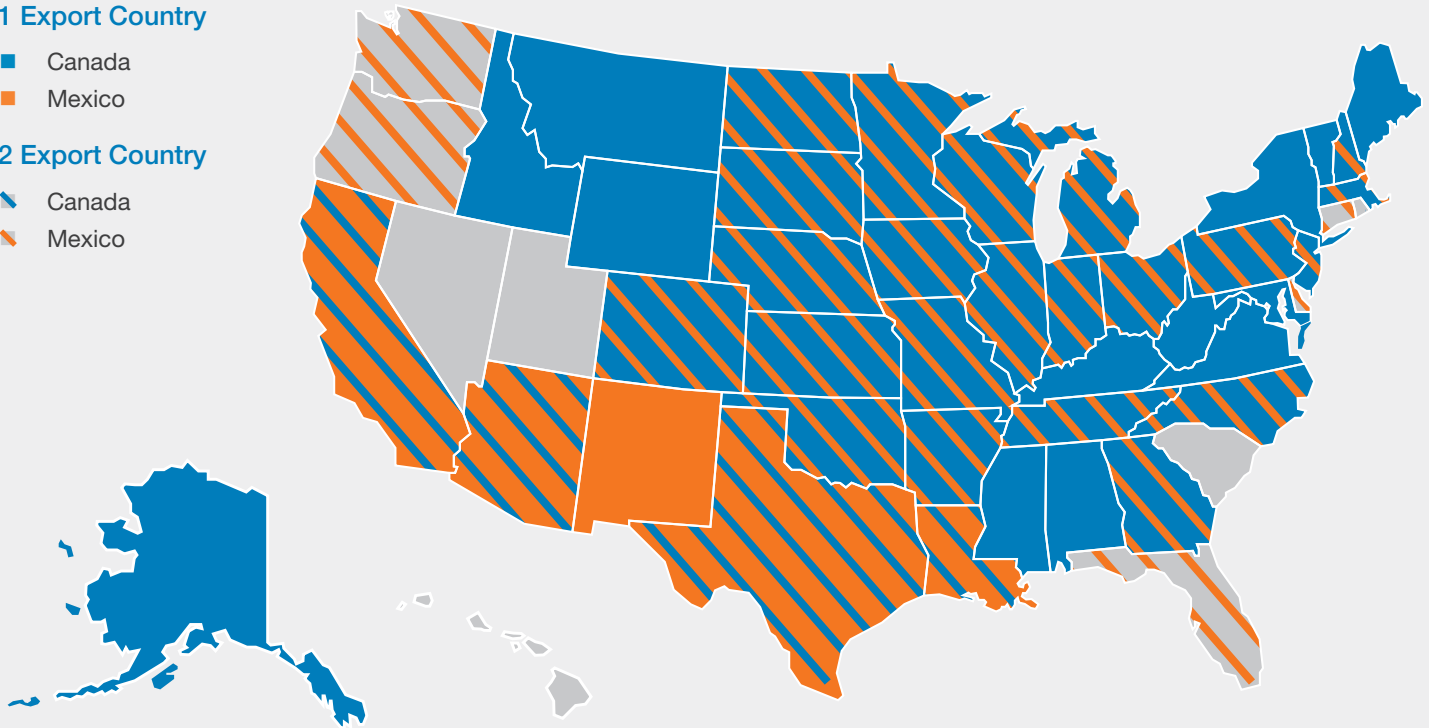 1 Export Country
Canada
Mexico
2 Export Country
Canada
Mexico